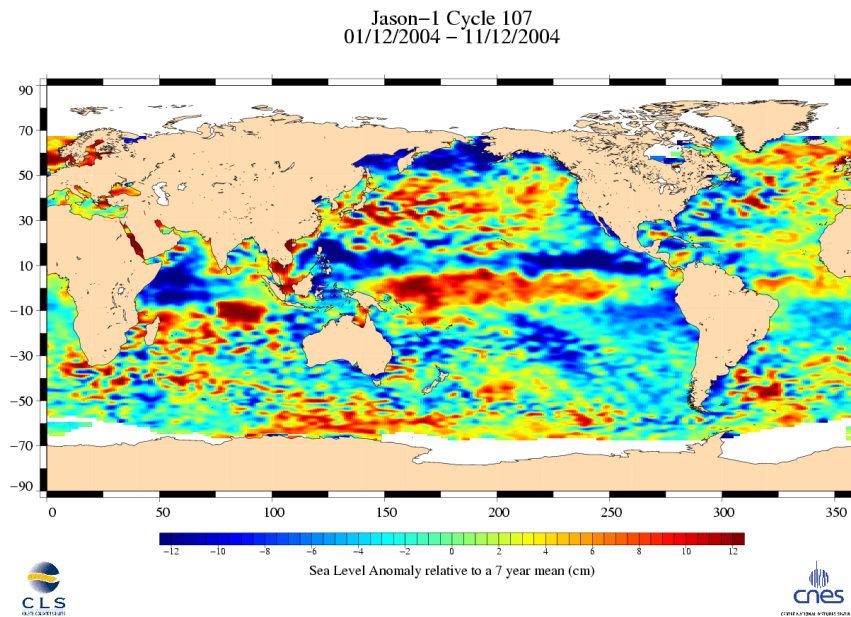 Jason-1 Cycle 107
01/12/2004 - 11/12/2004
90
70
50
30
10
-10
-30
-50
-70
-90
0 50 100 150 200 250 300 350
-12 -10 -8 -6 -4 -2 0 2 4 6 8 10 12
Sea Level Anomaly relative to a 7 year mean (cm)
CLS
cnes